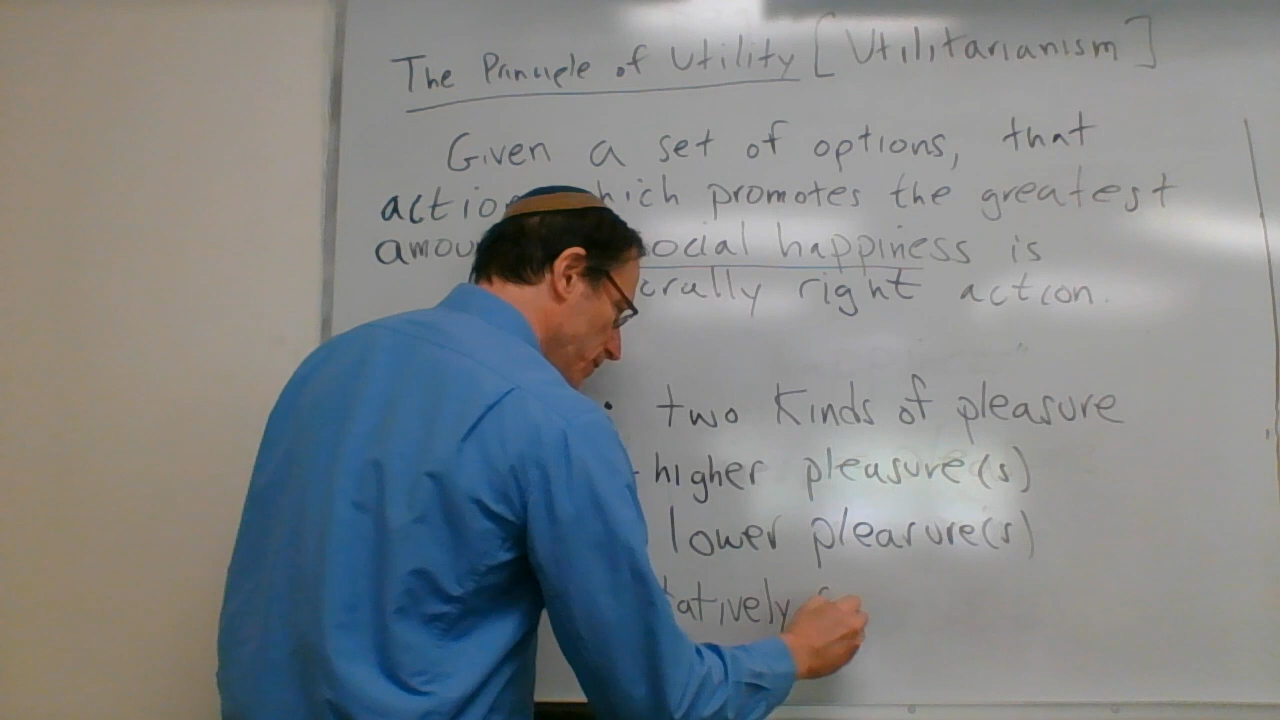 The Principle of Utility [Utilitarianism]
Given a set of options, that
actio hich promotes the greatest
amou ocial happiness is
orally right action.
• two kinds of pleasure
- higher pleasure(s)
lower pleasure(s)
tatively